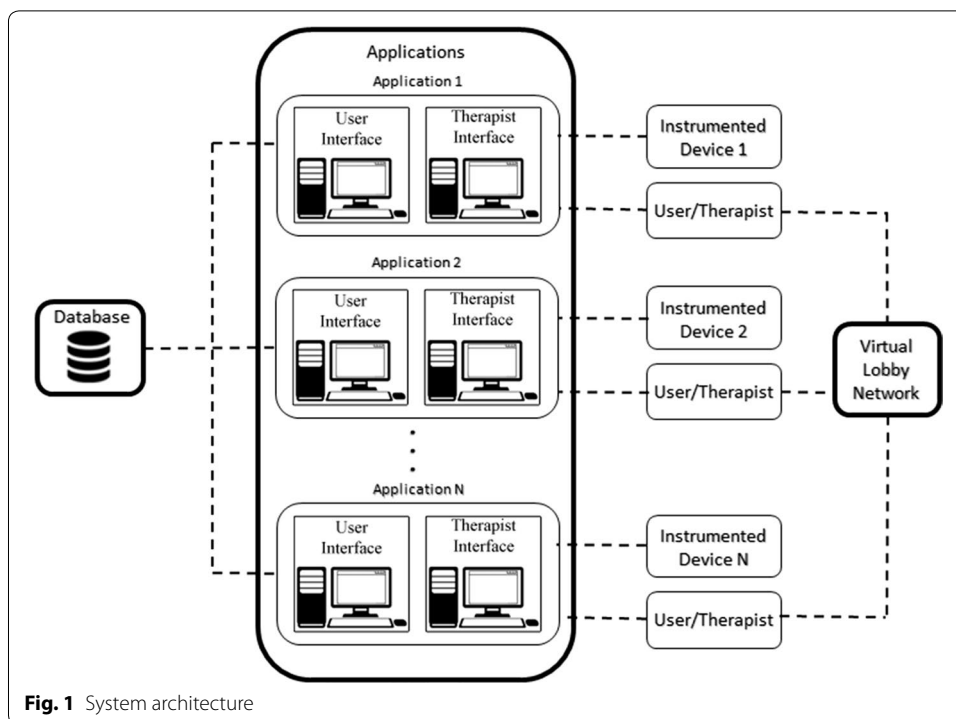 Applications
Application 1
User
Interface
Therapist
Interface
Instrumented
Device 1
User/Therapist
Application 2
User
Interface
Therapist
Interface
Instrumented
Device 2
User/Therapist
Database
Virtual
Lobby
Network
Application N
User
Interface
Therapist
Interface
Instrumented
Device N
User/Therapist
Fig. 1 System architecture